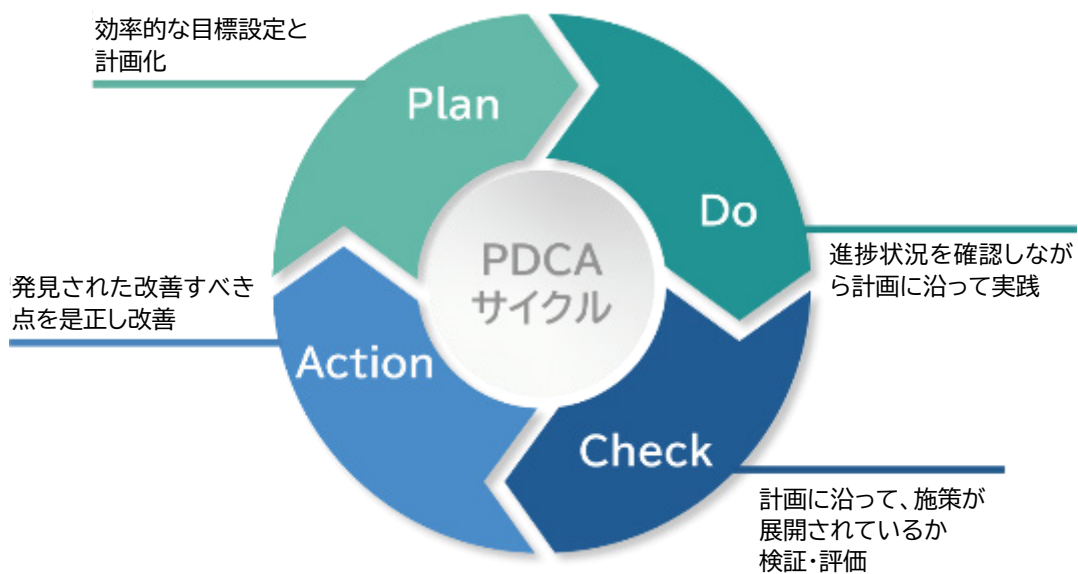 効率的な目標設定と
計画化
Plan
Do
進捗状況を確認しなが
ら計画に沿って実践
PDCA
サイクル
発見された改善すべき
点を是正し改善
Action
Check
計画に沿って、施策が
展開されているか
検証・評価